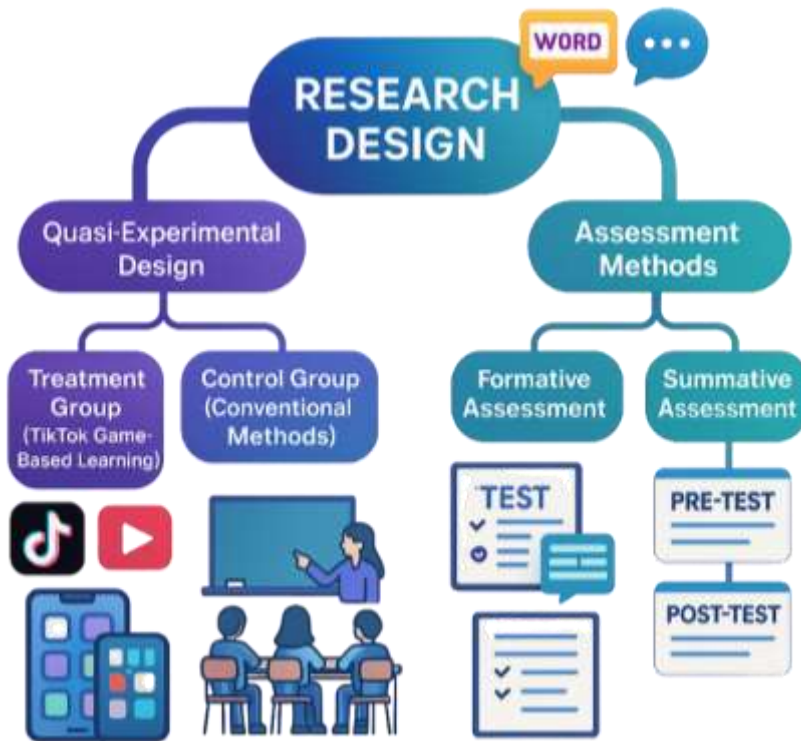 WORD
RESEARCH
DESIGN
Quasi-Experimental
Design
Assessment
Methods
Treatment
Group
(TikTok Game-
Based Learning)
Control Group
(Conventional
Methods)
Formative
Assessment
Summative
Assessment
TEST
PRE-TEST
POST-TEST